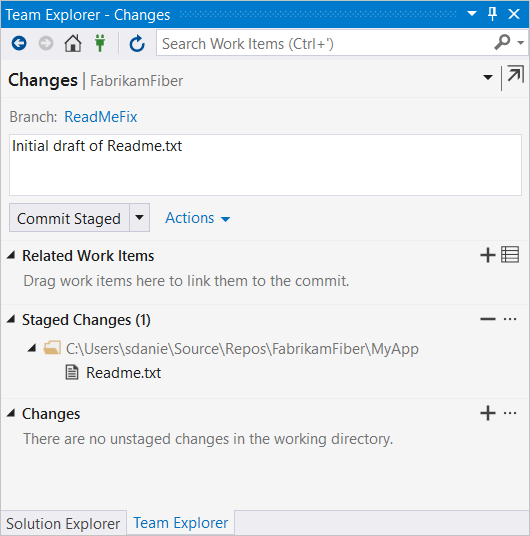 Team Explorer - Changes
Search Work Items (Ctrl+')
Changes | FabrikamFiber
Branch: ReadMeFix
Initial draft of Readme.txt
Commit Staged Actions
Related Work Items
Drag work items here to link them to the commit.
Staged Changes (1)
C:\Users\sdanie\Source\Repos\FabrikamFiber\MyApp
Readme.txt
Changes
There are no unstaged changes in the working directory.
Solution Explorer Team Explorer